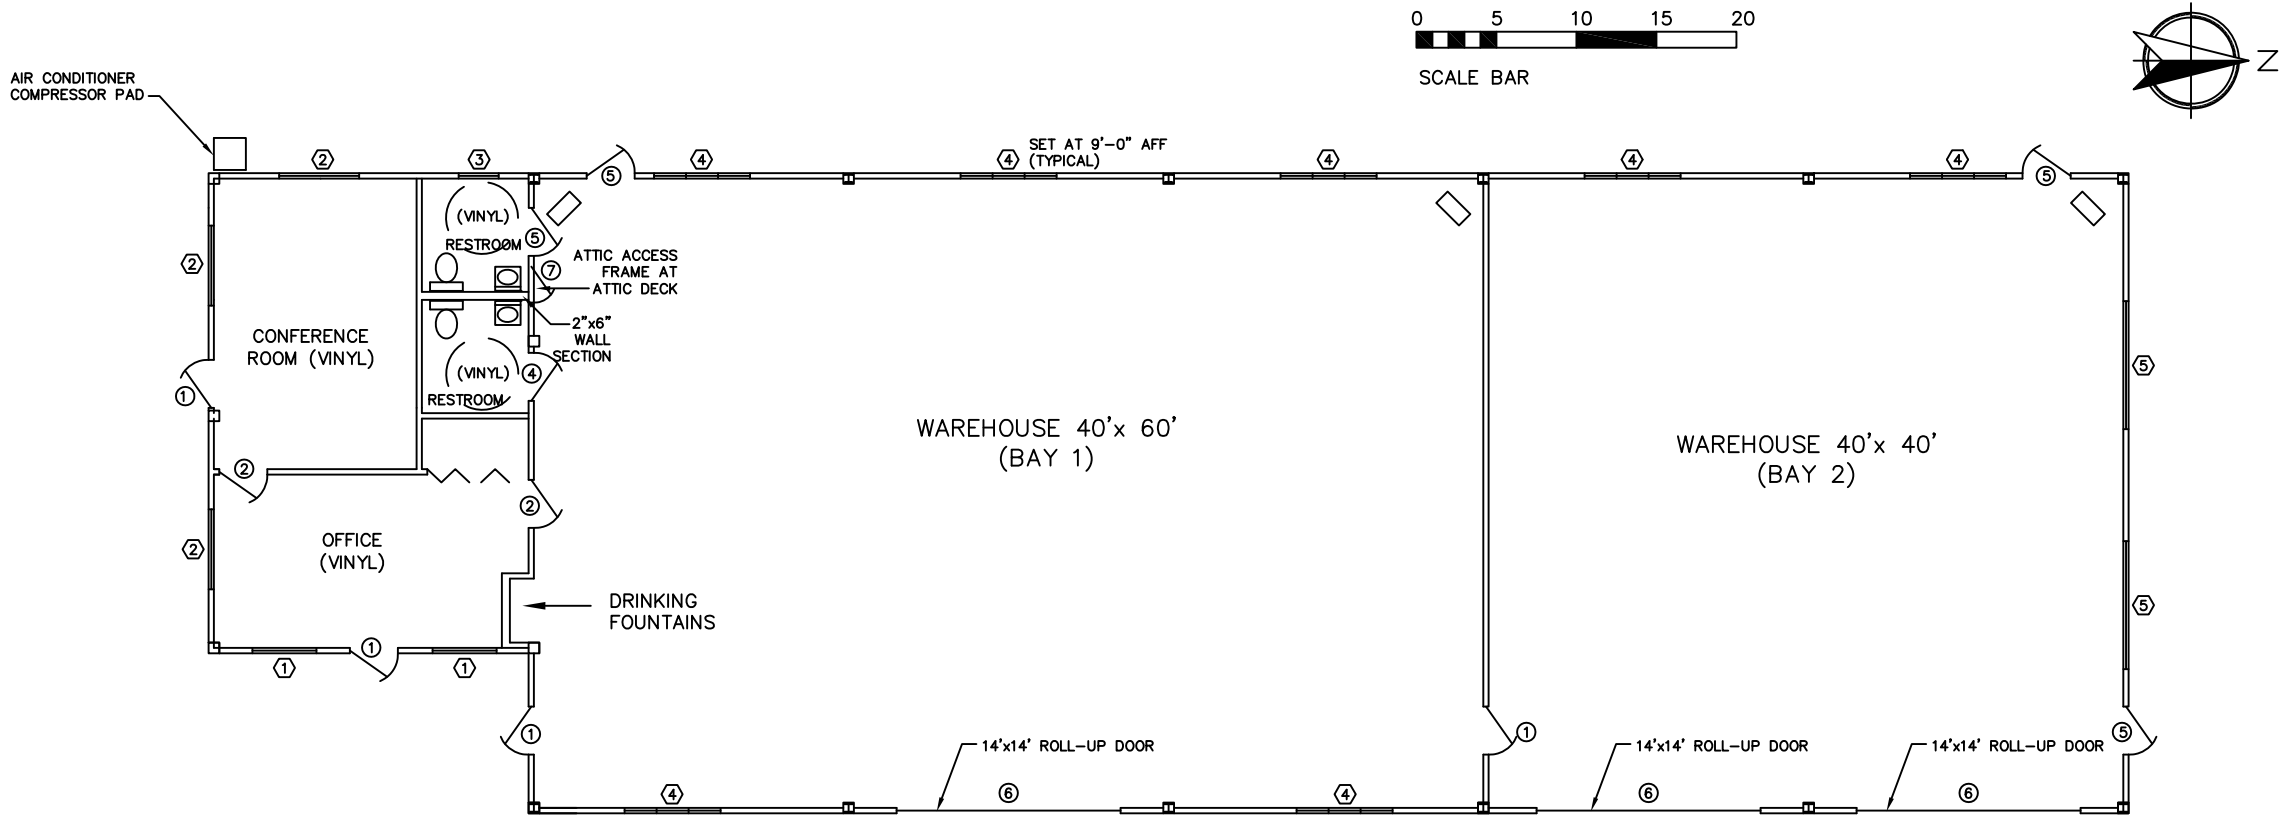 0 5 10 15 20
SCALE BAR
Z
AIR CONDITIONER
COMPRESSOR PAD
2
3
5
4
4
SET AT 9'-0" AFF
(TYPICAL)
4
4
4
5
(VINYL)
RESTROOM
5
ATTIC ACCESS
FRAME AT
ATTIC DECK
7
2
2"x6"
WALL
SECTION
CONFERENCE
ROOM (VINYL)
(VINYL)
RESTROOM
4
1
5
WAREHOUSE 40'x 60'
(BAY 1)
WAREHOUSE 40'x 40'
(BAY 2)
2
2
OFFICE
(VINYL)
2
DRINKING
FOUNTAINS
5
1
1
1
1
1
5
14'x14' ROLL-UP DOOR
14'x14' ROLL-UP DOOR
14'x14' ROLL-UP DOOR
4
6
4
6
6